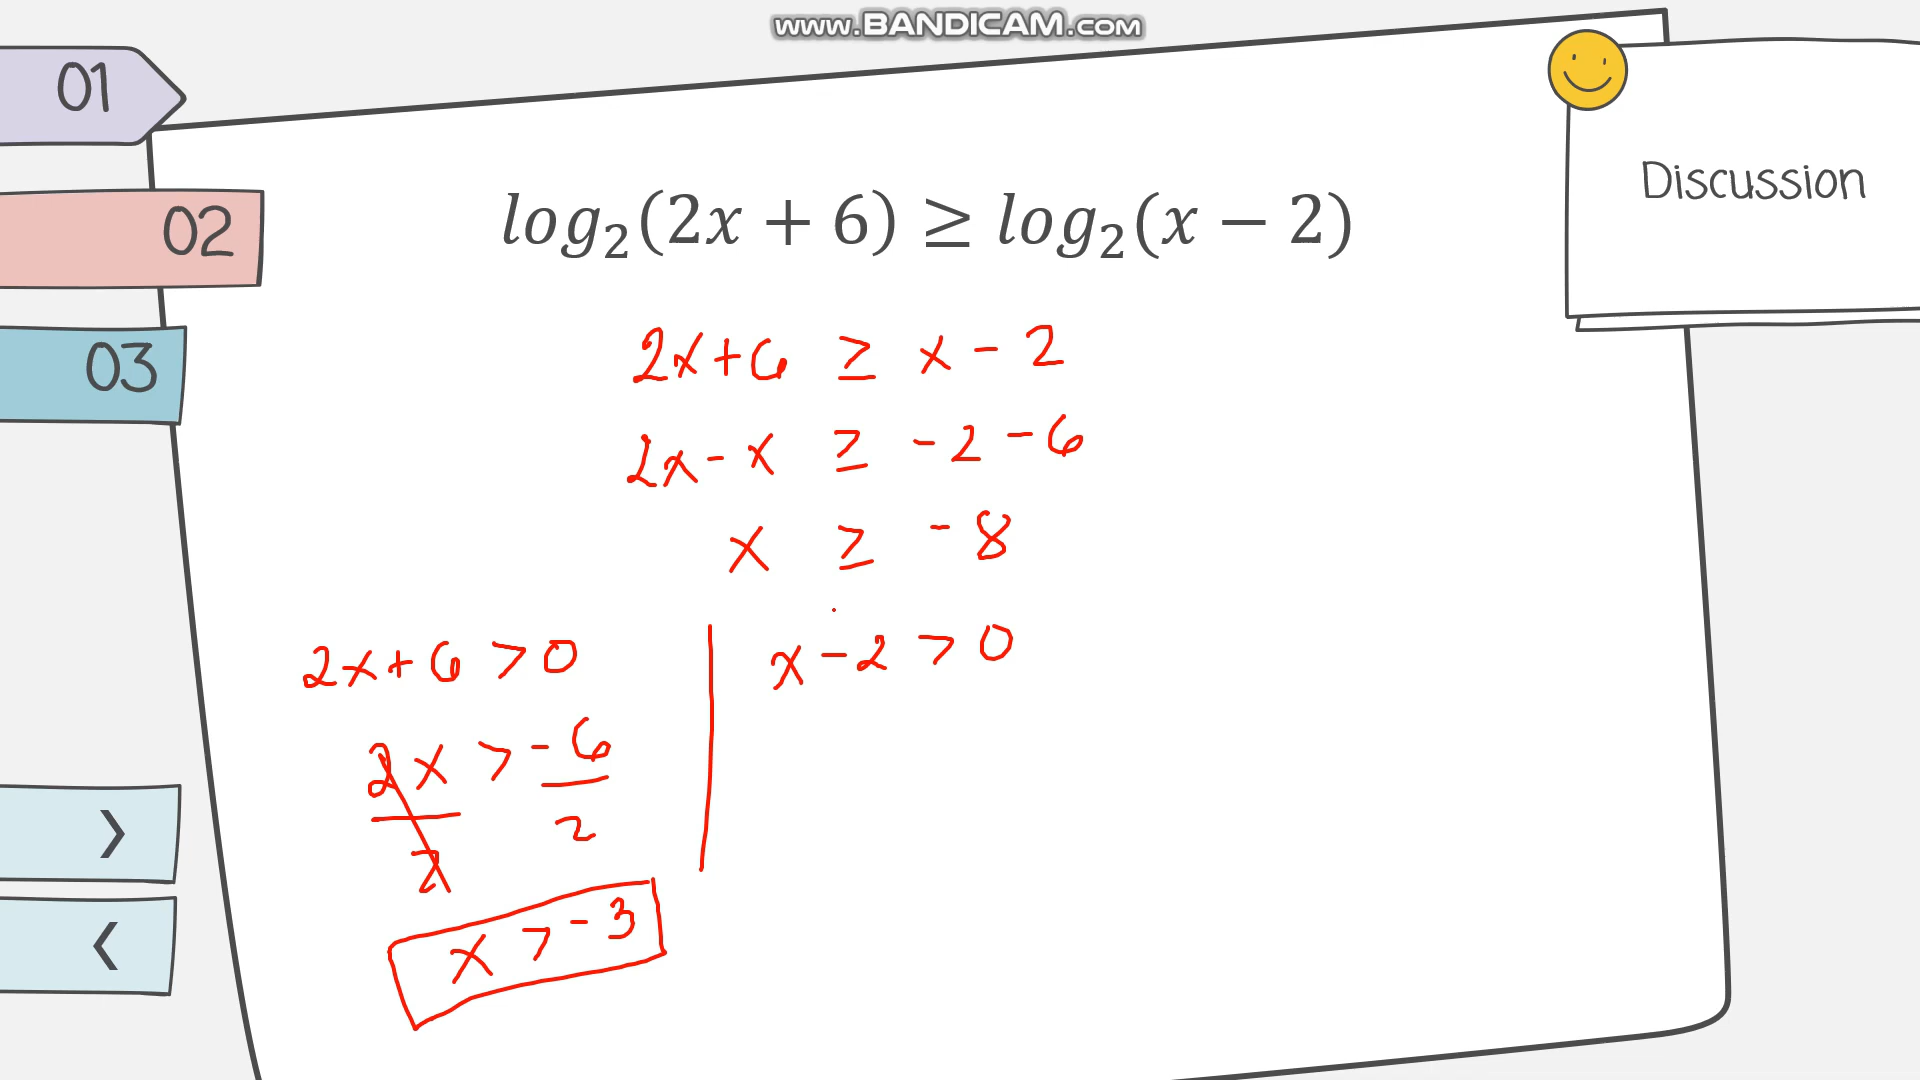 www.BANDICAM.com
01
02
03
Discussion
log₂(2x + 6) ≥ log₂(x − 2)
2x+6 ≥ x - 2
2x - x ≥ -2 - 6
x ≥ -8
2x+6 >0
2x > -6
2 2
x > -3
x - 2 > 0